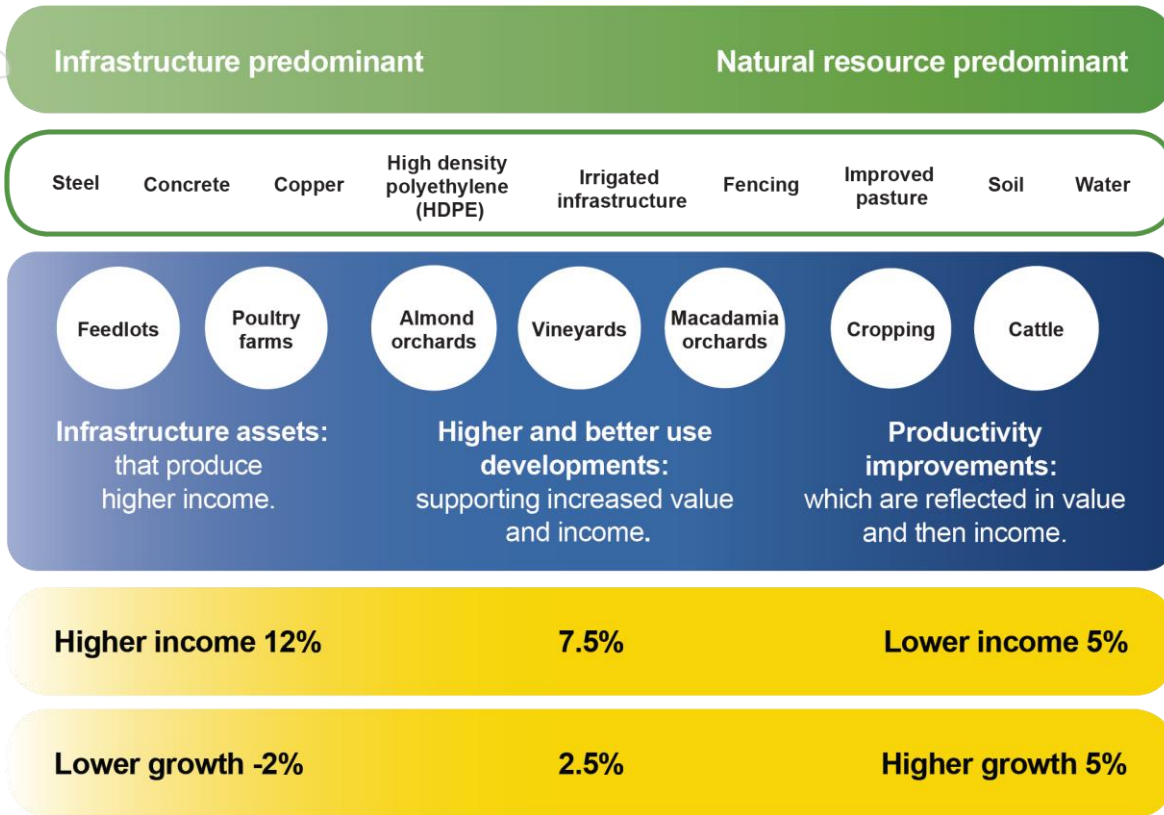 Infrastructure predominant
Natural resource predominant
Steel
Concrete
Copper
High density
polyethylene
(HDPE)
Irrigated
infrastructure
Fencing
Improved
pasture
Soil
Water
Feedlots
Poultry
farms
Almond
orchards
Vineyards
Macadamia
orchards
Cropping
Cattle
Infrastructure assets:
that produce
higher income.
Higher and better use
developments:
supporting increased value
and income.
Productivity
improvements:
which are reflected in value
and then income.
Higher income 12%
7.5%
Lower income 5%
Lower growth -2%
2.5%
Higher growth 5%